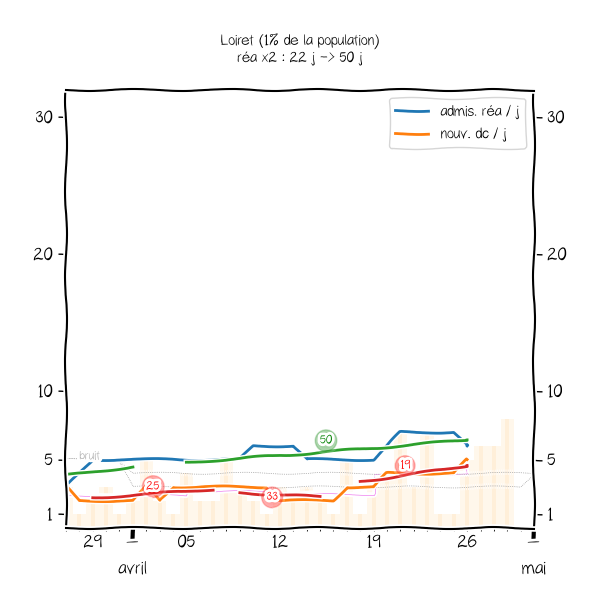 Loiret (1% de la population)
réa x2 : 22 j -> 50 j
admis. réa / j
nouv. dc / j
30
30
20
20
10
10
5
bruit
5
1
1
50
19
25
33
29
05
12
19
26
avril
mai